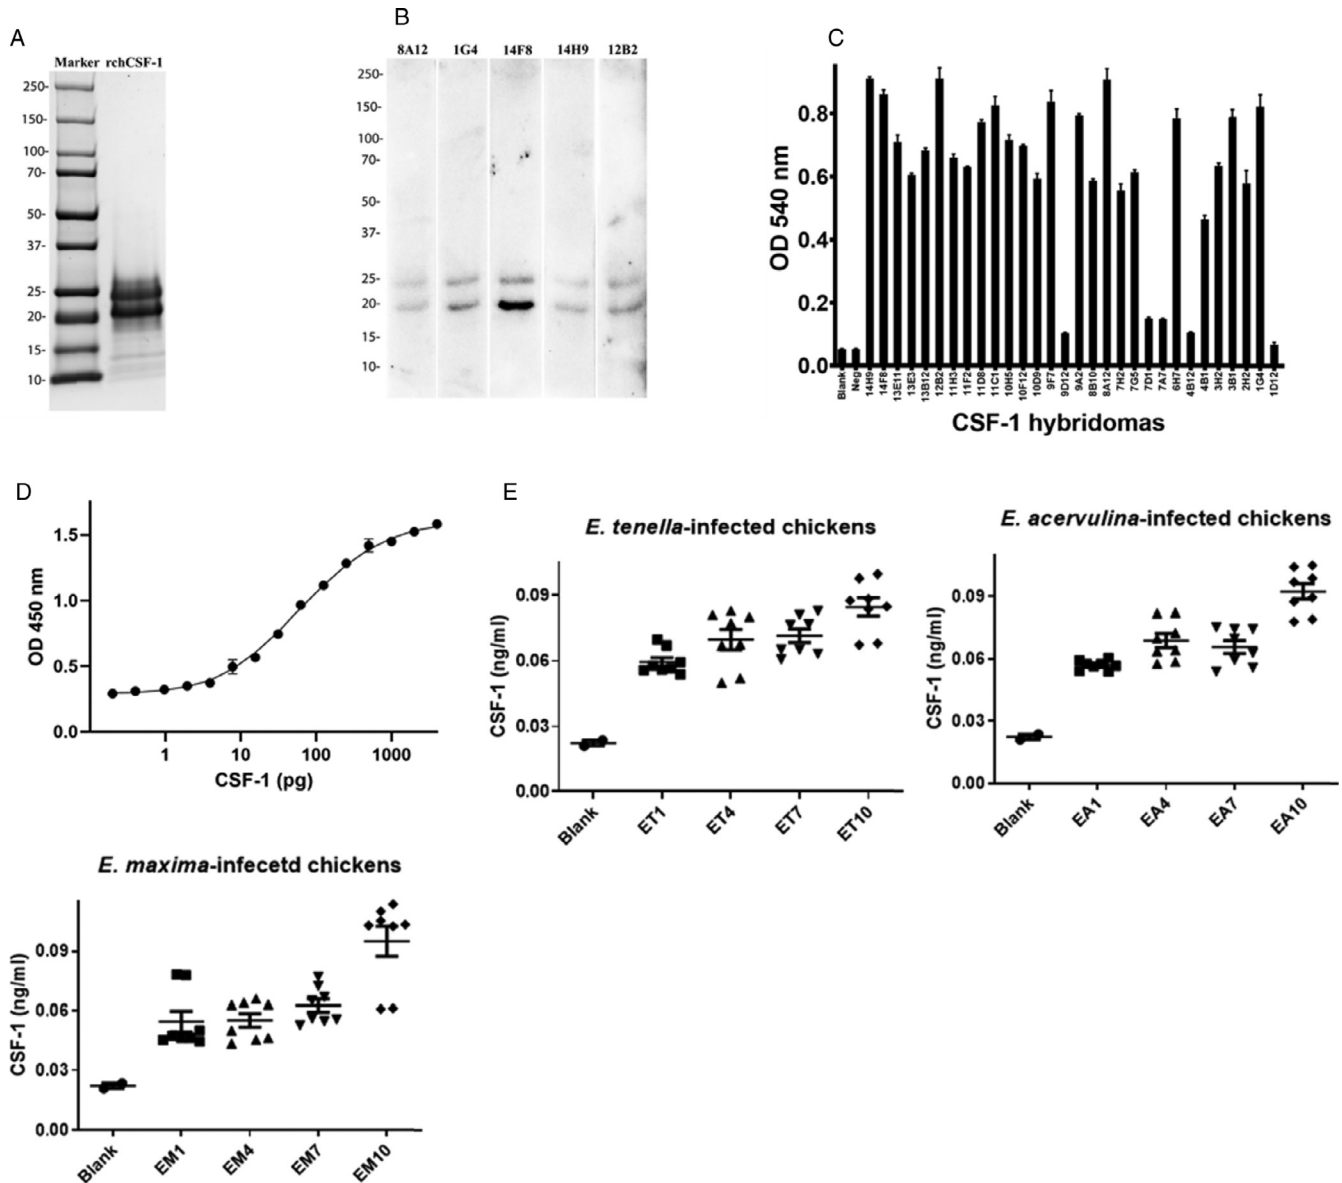 A
Marker rchCSF-1
250-
150-
100-
70-
50-
37-
25-
20-
15-
10-
B
8A12 1G4 14F8 14H9 12B2
250-
150-
100-
70-
50-
37-
25-
20-
15-
10-
C
OD 540 nm
0.8
0.6
0.4
0.2
0.0
Blank Neg 14H9 14F8 13E11 13E3 13B12 12B2 11H3 11F2 11D8 11C1 10H5 10F12 10D9 9F7 9D12 9A2 8B10 8A12 7H2 7G5 7D1 7A7 6H7 4B12 4B1 3H2 3B1 2H2 1G4 1D12
CSF-1 hybridomas
D
OD 450 nm
1.5
1.0
0.5
0.0
1 10 100 1000
CSF-1 (pg)
E
E. tenella-infected chickens
CSF-1 (ng/ml)
0.09
0.06
0.03
0.00
Blank ET1 ET4 ET7 ET10
E. acervulina-infected chickens
CSF-1 (ng/ml)
0.09
0.06
0.03
0.00
Blank EA1 EA4 EA7 EA10
E. maxima-infecetd chickens
CSF-1 (ng/ml)
0.09
0.06
0.03
0.00
Blank EM1 EM4 EM7 EM10